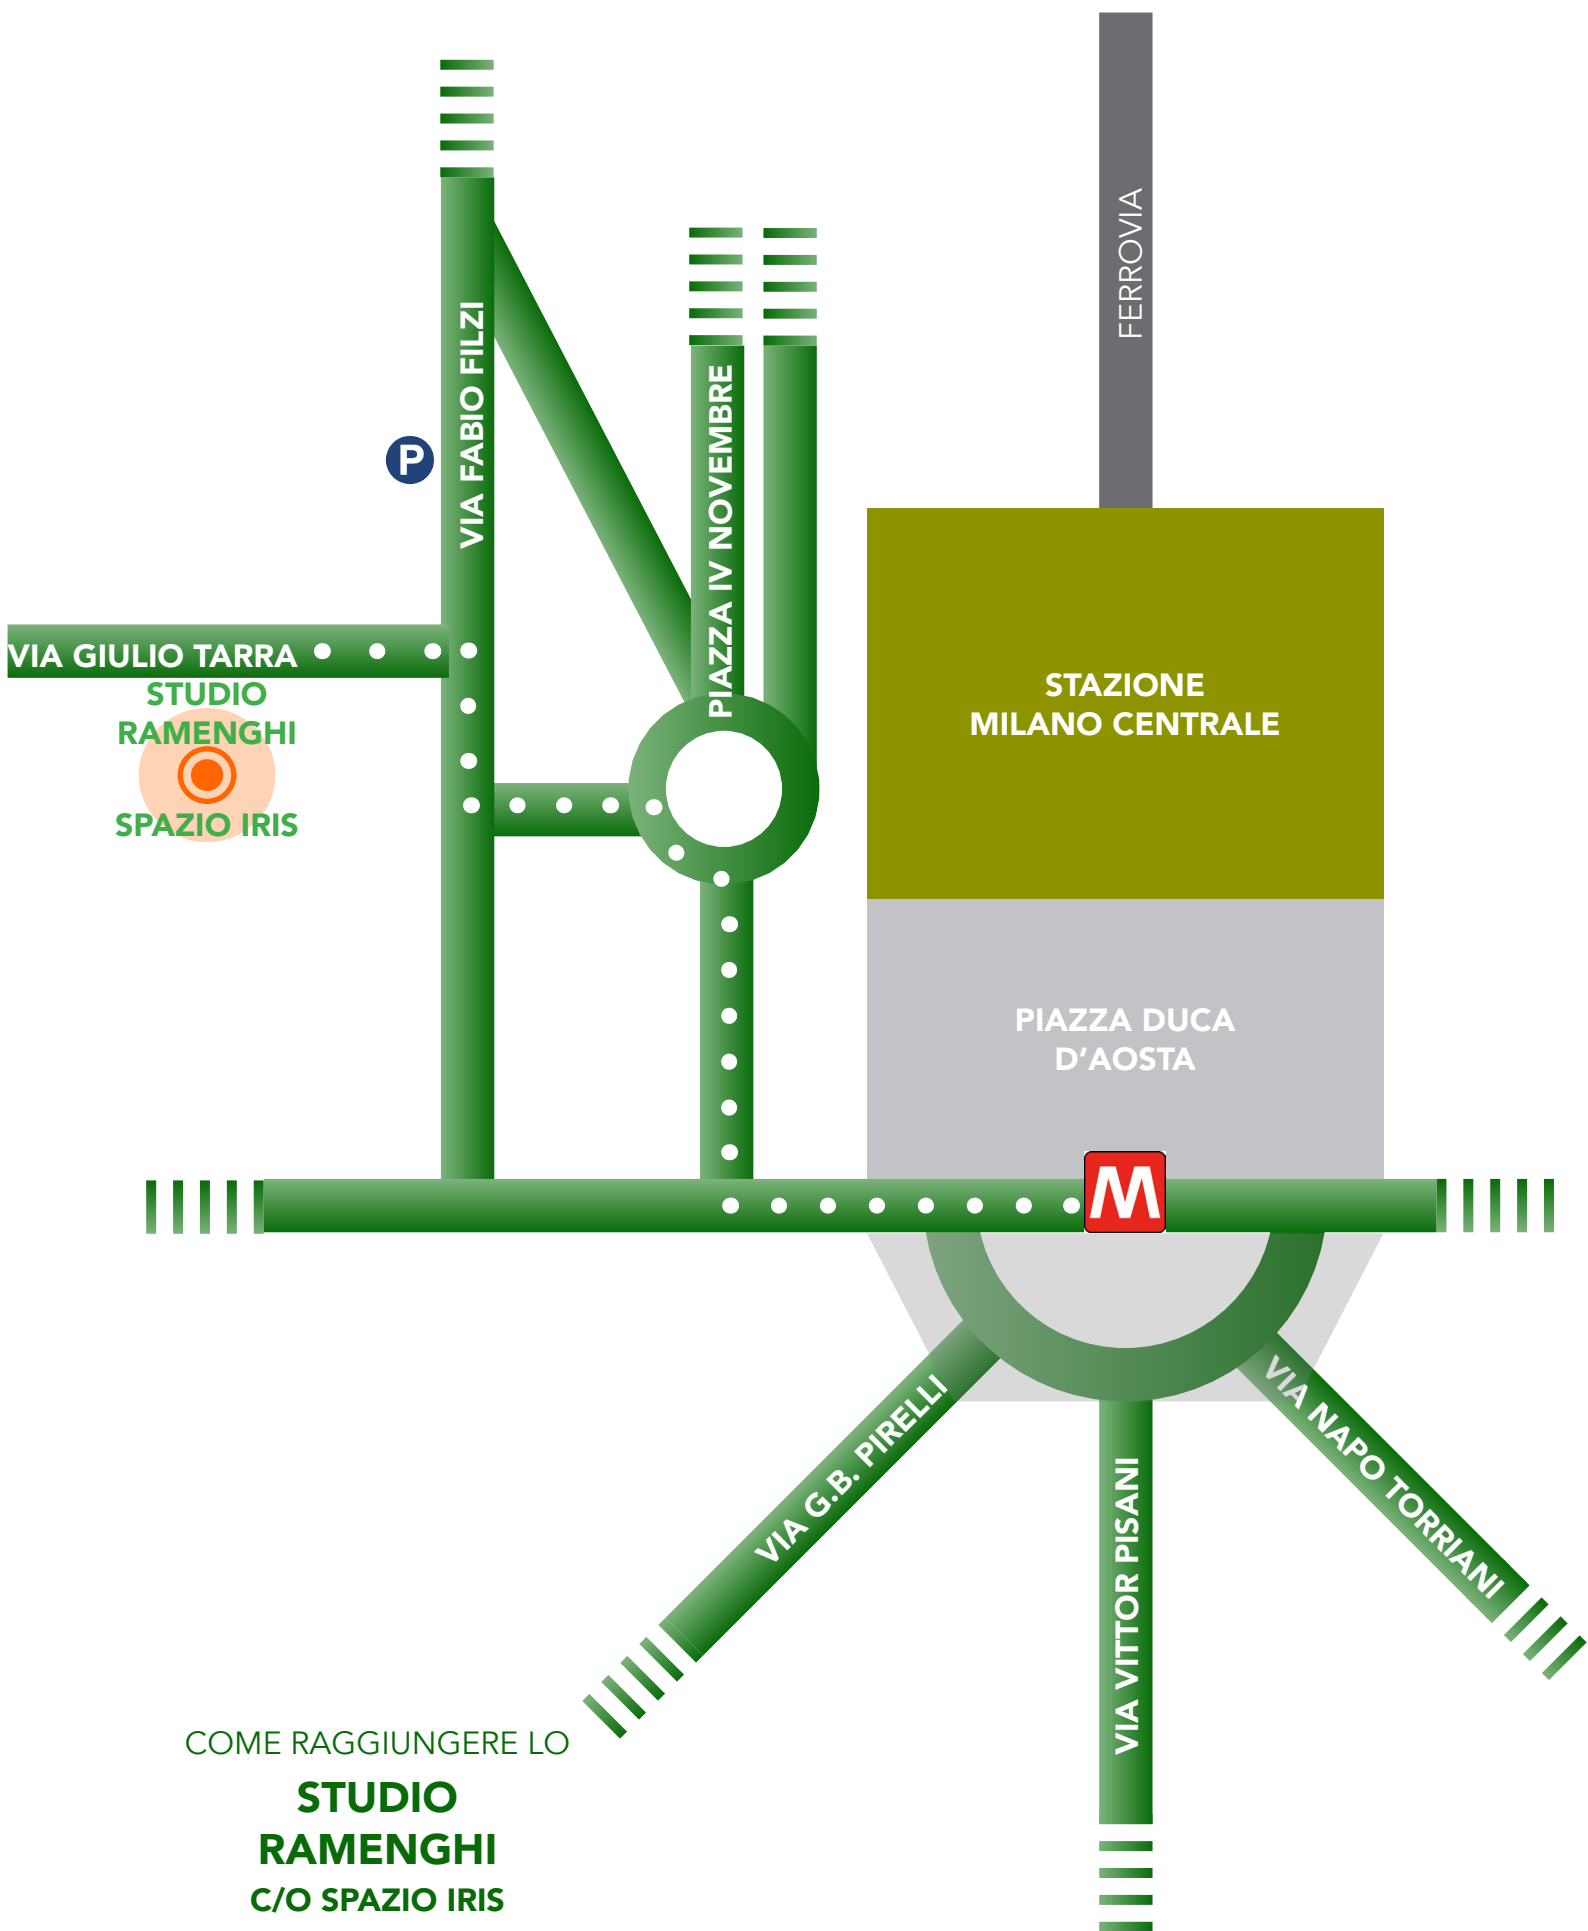 FERROVIA
VIA FABIO FILZI
PIAZZA IV NOVEMBRE
P
VIA GIULIO TARRA
STUDIO
RAMENGHI
SPAZIO IRIS
STAZIONE
MILANO CENTRALE
PIAZZA DUCA
D’AOSTA
M
VIA G.B. PIRELLI
VIA VITTOR PISANI
VIA NAPO TORRIANI
COME RAGGIUNGERE LO
STUDIO
RAMENGHI
C/O SPAZIO IRIS